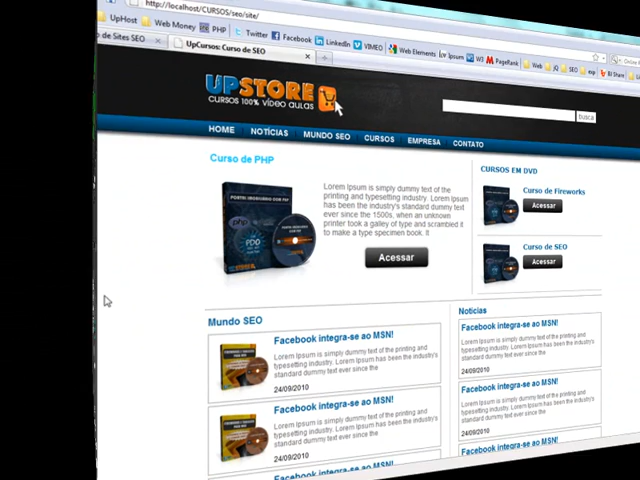 http://localhost/CURSOS/seo/site/
UpHost Web Money PHP Twitter Facebook LinkedIn VIMEO Web Elements Ipsum W3 PageRank Web JQ SEO
de Sites SEO UpCursos: Curso de SEO
UPSTORE
CURSOS 100% VÍDEO AULAS
busca
HOME NOTÍCIAS MUNDO SEO CURSOS EMPRESA CONTATO
Curso de PHP
Lorem Ipsum is simply dummy text of the
printing and typesetting industry. Lorem Ipsum
has been the industry's standard dummy text
ever since the 1500s, when an unknown
printer took a galley of type and scrambled it
to make a type specimen book. It
Acessar
php
PDO
UPSTORE
CURSOS EM DVD
Curso de Fireworks
Acessar
Curso de SEO
Acessar
Mundo SEO
Facebook integra-se ao MSN!
Lorem Ipsum is simply dummy text of the printing and
typesetting industry. Lorem Ipsum has been the industry's
standard dummy text ever since the
24/09/2010
Facebook integra-se ao MSN!
Lorem Ipsum is simply dummy text of the printing and
typesetting industry. Lorem Ipsum has been the industry's
standard dummy text ever since the
24/09/2010
Facebook integra-se ao MSN!
Noticias
Facebook integra-se ao MSN!
Lorem Ipsum is simply dummy text of the printing and
typesetting industry. Lorem Ipsum has been the industry's
standard dummy text ever since the
24/09/2010
Facebook integra-se ao MSN!
Lorem Ipsum is simply dummy text of the printing and
typesetting industry. Lorem Ipsum has been the industry's
standard dummy text ever since the
24/09/2010
Facebook integra-se ao MSN!